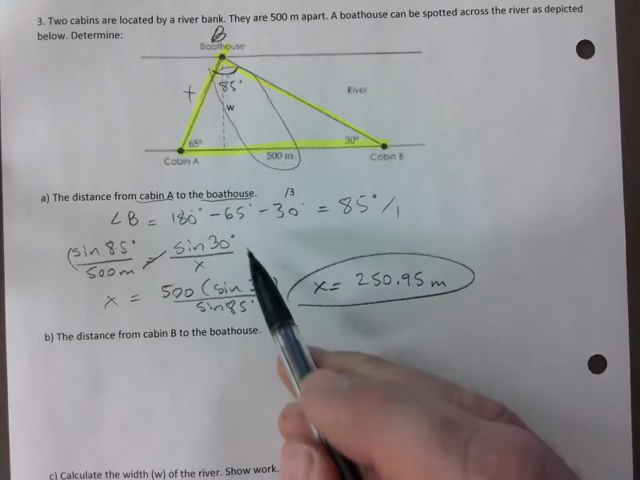 3. Two cabins are located by a river bank. They are 500 m apart. A boathouse can be spotted across the river as depicted
below. Determine:
B
Boathouse
85°
x
River
w
65°
30°
Cabin A
500 m
Cabin B
a) The distance from cabin A to the boathouse.
/3
∠B = 180° - 65° - 30° = 85° /1
(sin 85° / 500m = sin 30° / x
x = 500 (sin 3 / sin 85°
x = 250.95 m
b) The distance from cabin B to the boathouse.
c) Calculate the width (w) of the river. Show work.